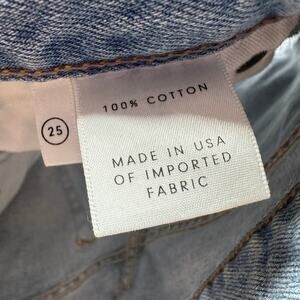 100% COTTON
25
MADE IN USA
OF IMPORTED
FABRIC